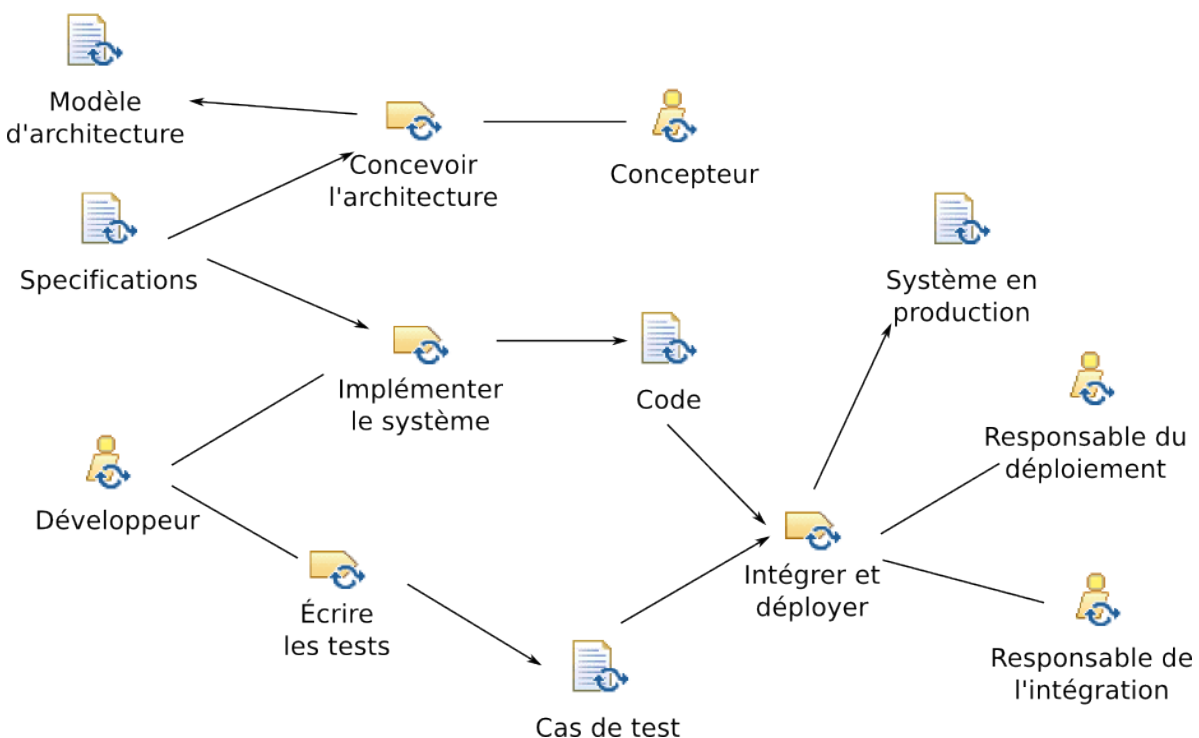 Modèle
d'architecture
Concevoir
l'architecture
Concepteur
Specifications
Système en
production
Implémenter
le système
Code
Responsable du
déploiement
Développeur
Intégrer et
déployer
Écrire
les tests
Responsable de
l'intégration
Cas de test